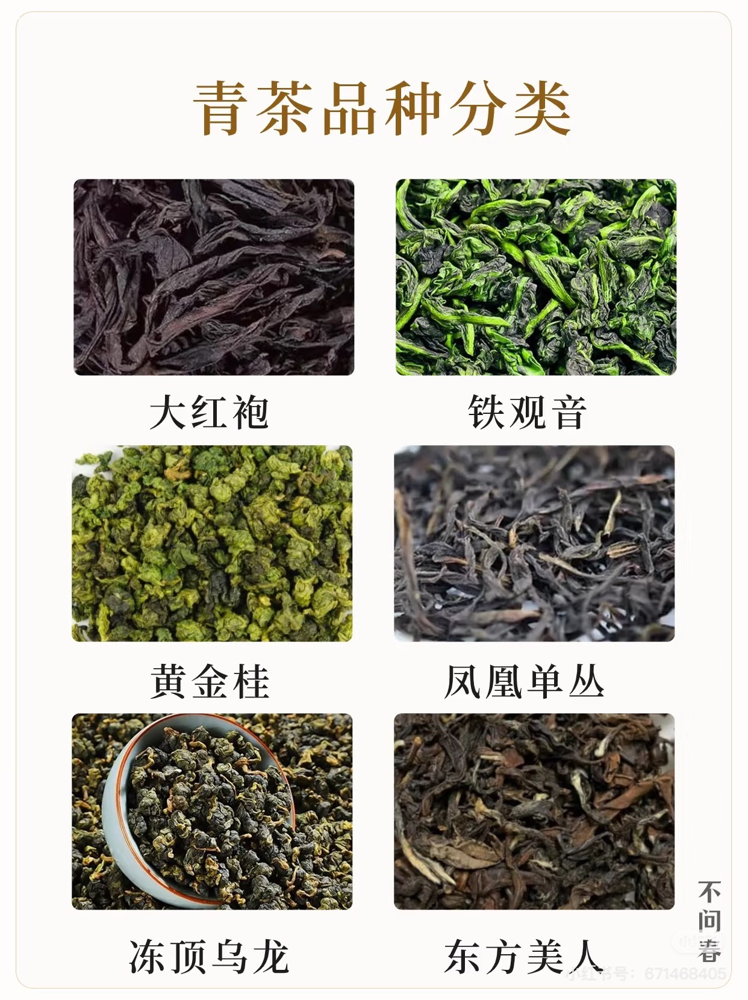 青茶品种分类
大红袍
铁观音
黄金桂
凤凰单丛
冻顶乌龙
东方美人
不问春
小红书号：671468405